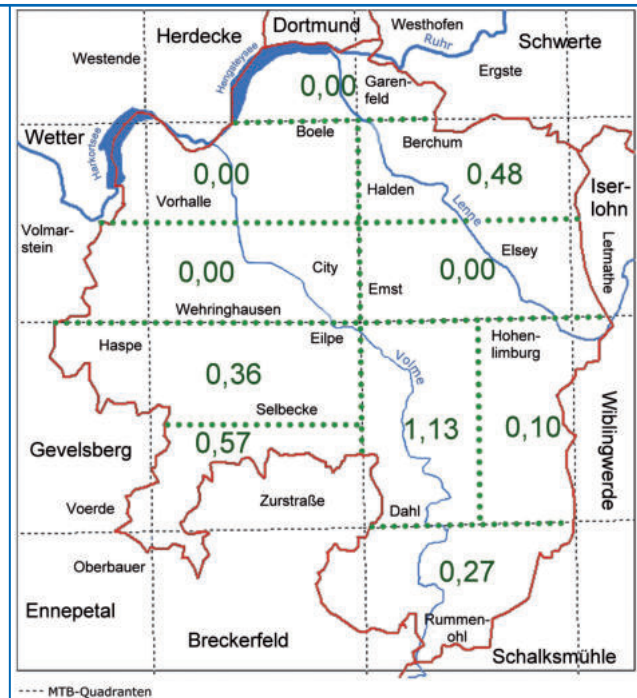 Herdecke
Dortmund
Westhofen
Ruhr
Schwerte
Westende
Hengsteysee
Garen-
feld
Ergste
0,00
Wetter
Harkortsee
Boele
Berchum
0,00
0,48
Iser-
lohn
Vorhalle
Halden
Lenne
Volmar-
stein
Elsey
Letmathe
0,00
City
Emst
0,00
Wehringhausen
Haspe
Eilpe
Volme
Hohen-
limburg
0,36
Selbecke
1,13
0,10
Wiblingwerde
Gevelsberg
0,57
Voerde
Zurstraße
Dahl
Oberbauer
0,27
Ennepetal
Rummen-
ohl
Breckerfeld
Schalksmühle
---- MTB-Quadranten